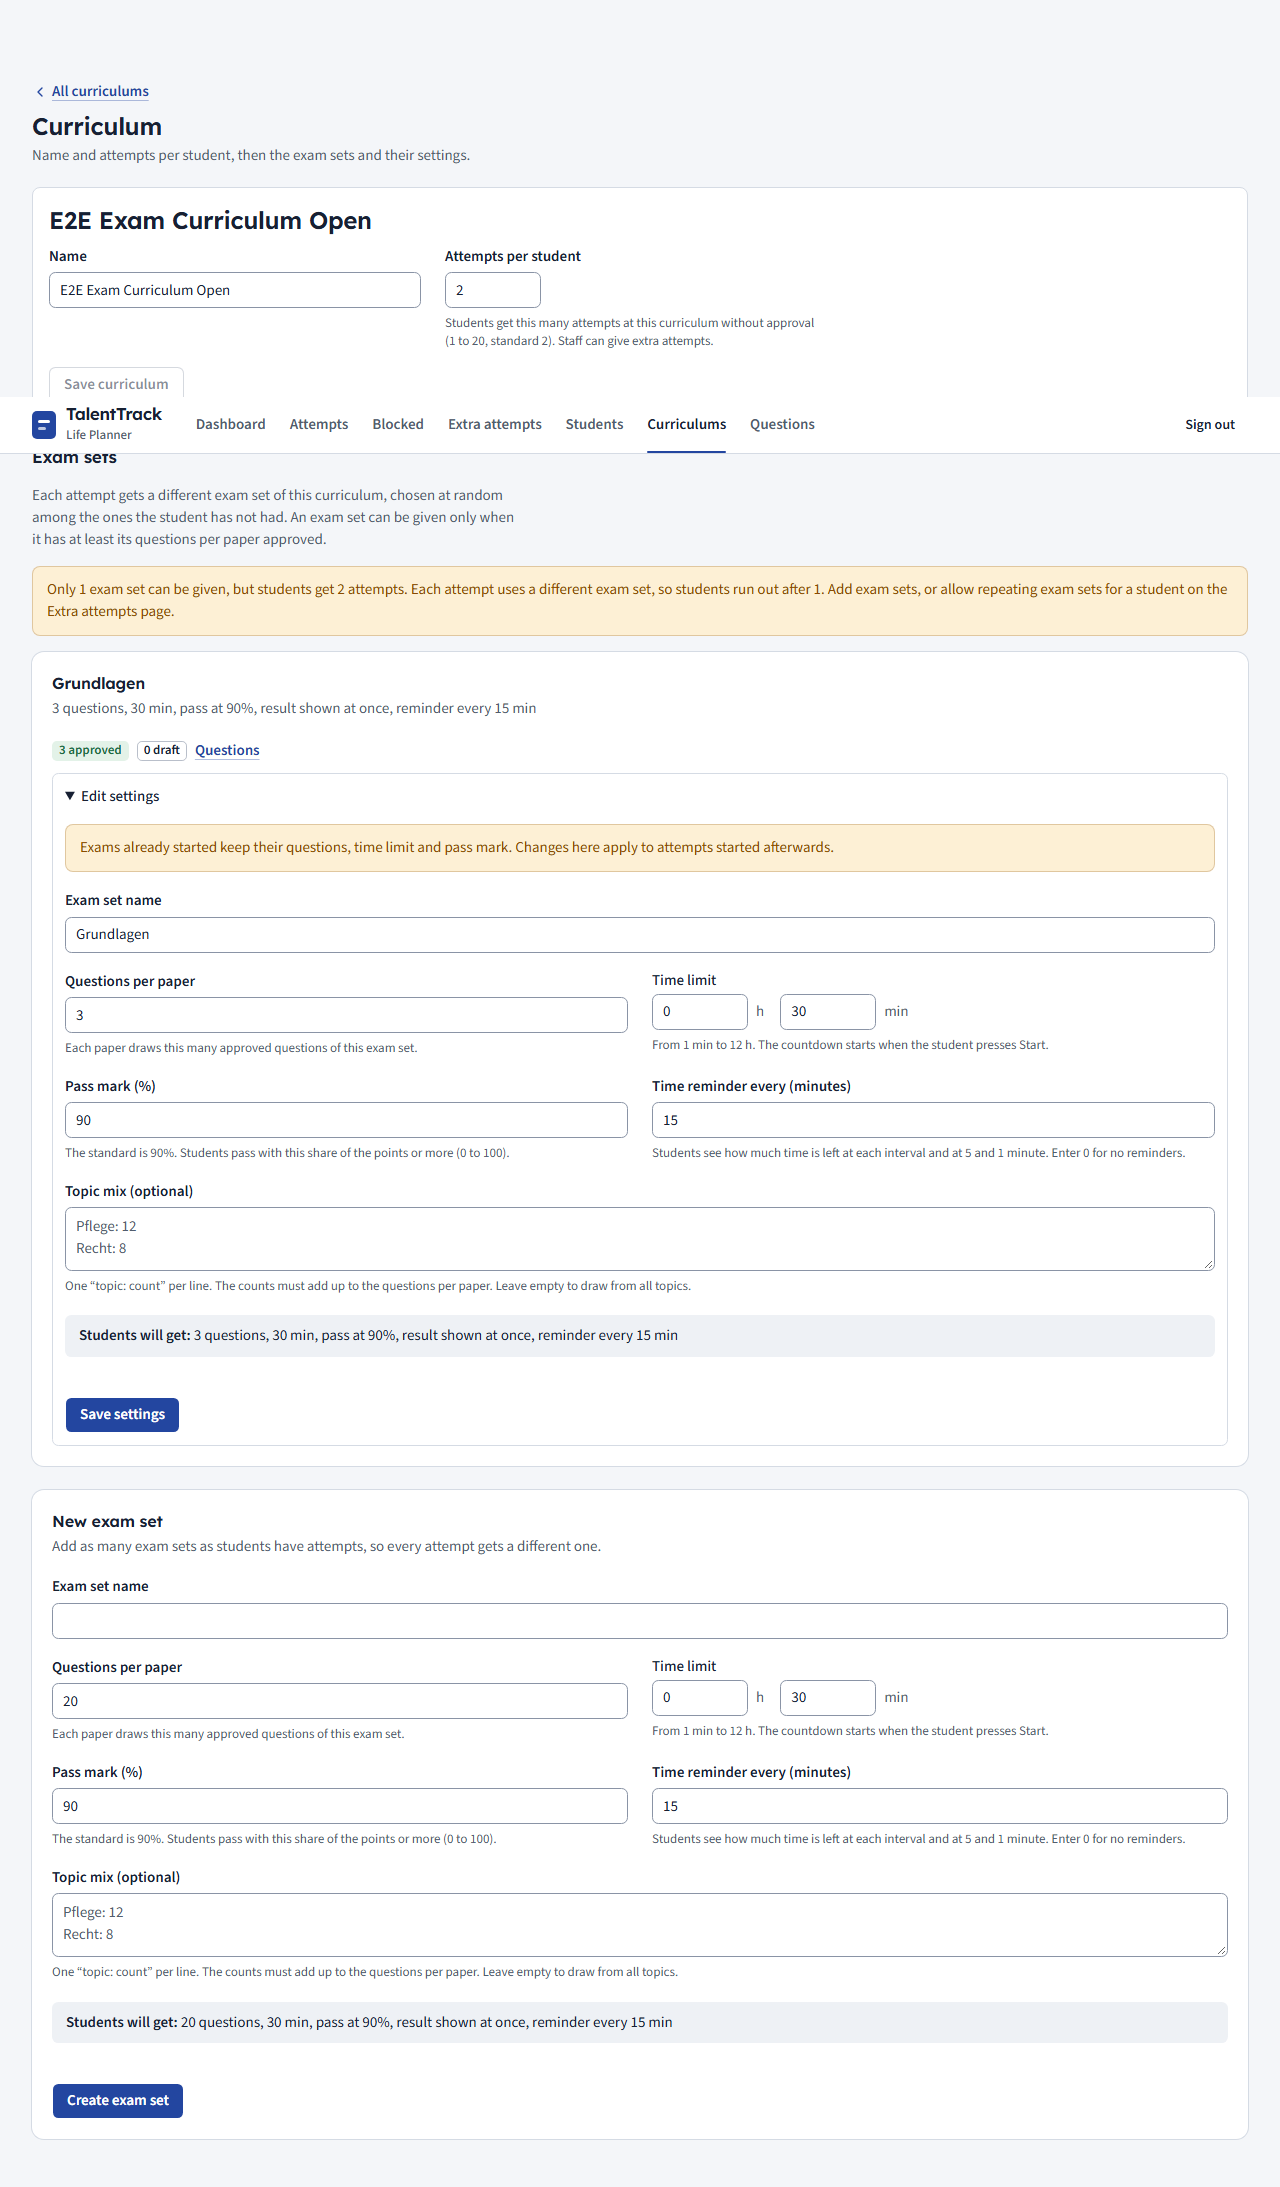 All curriculums
Curriculum
Name and attempts per student, then the exam sets and their settings.
E2E Exam Curriculum Open
Name
Attempts per student
E2E Exam Curriculum Open
2
Students get this many attempts at this curriculum without approval
(1 to 20, standard 2). Staff can give extra attempts.
Save curriculum
TalentTrack
Life Planner
Dashboard
Attempts
Blocked
Extra attempts
Students
Curriculums
Questions
Sign out
Exam sets
Each attempt gets a different exam set of this curriculum, chosen at random
among the ones the student has not had. An exam set can be given only when
it has at least its questions per paper approved.
Only 1 exam set can be given, but students get 2 attempts. Each attempt uses a different exam set, so students run out after 1. Add exam sets, or allow repeating exam sets for a student on the
Extra attempts page.
Grundlagen
3 questions, 30 min, pass at 90%, result shown at once, reminder every 15 min
3 approved
0 draft
Questions
Edit settings
Exams already started keep their questions, time limit and pass mark. Changes here apply to attempts started afterwards.
Exam set name
Grundlagen
Questions per paper
Time limit
3
0
h
30
min
Each paper draws this many approved questions of this exam set.
From 1 min to 12 h. The countdown starts when the student presses Start.
Pass mark (%)
Time reminder every (minutes)
90
15
The standard is 90%. Students pass with this share of the points or more (0 to 100).
Students see how much time is left at each interval and at 5 and 1 minute. Enter 0 for no reminders.
Topic mix (optional)
Pflege: 12
Recht: 8
One “topic: count” per line. The counts must add up to the questions per paper. Leave empty to draw from all topics.
Students will get: 3 questions, 30 min, pass at 90%, result shown at once, reminder every 15 min
Save settings
New exam set
Add as many exam sets as students have attempts, so every attempt gets a different one.
Exam set name
Questions per paper
Time limit
20
0
h
30
min
Each paper draws this many approved questions of this exam set.
From 1 min to 12 h. The countdown starts when the student presses Start.
Pass mark (%)
Time reminder every (minutes)
90
15
The standard is 90%. Students pass with this share of the points or more (0 to 100).
Students see how much time is left at each interval and at 5 and 1 minute. Enter 0 for no reminders.
Topic mix (optional)
Pflege: 12
Recht: 8
One “topic: count” per line. The counts must add up to the questions per paper. Leave empty to draw from all topics.
Students will get: 20 questions, 30 min, pass at 90%, result shown at once, reminder every 15 min
Create exam set